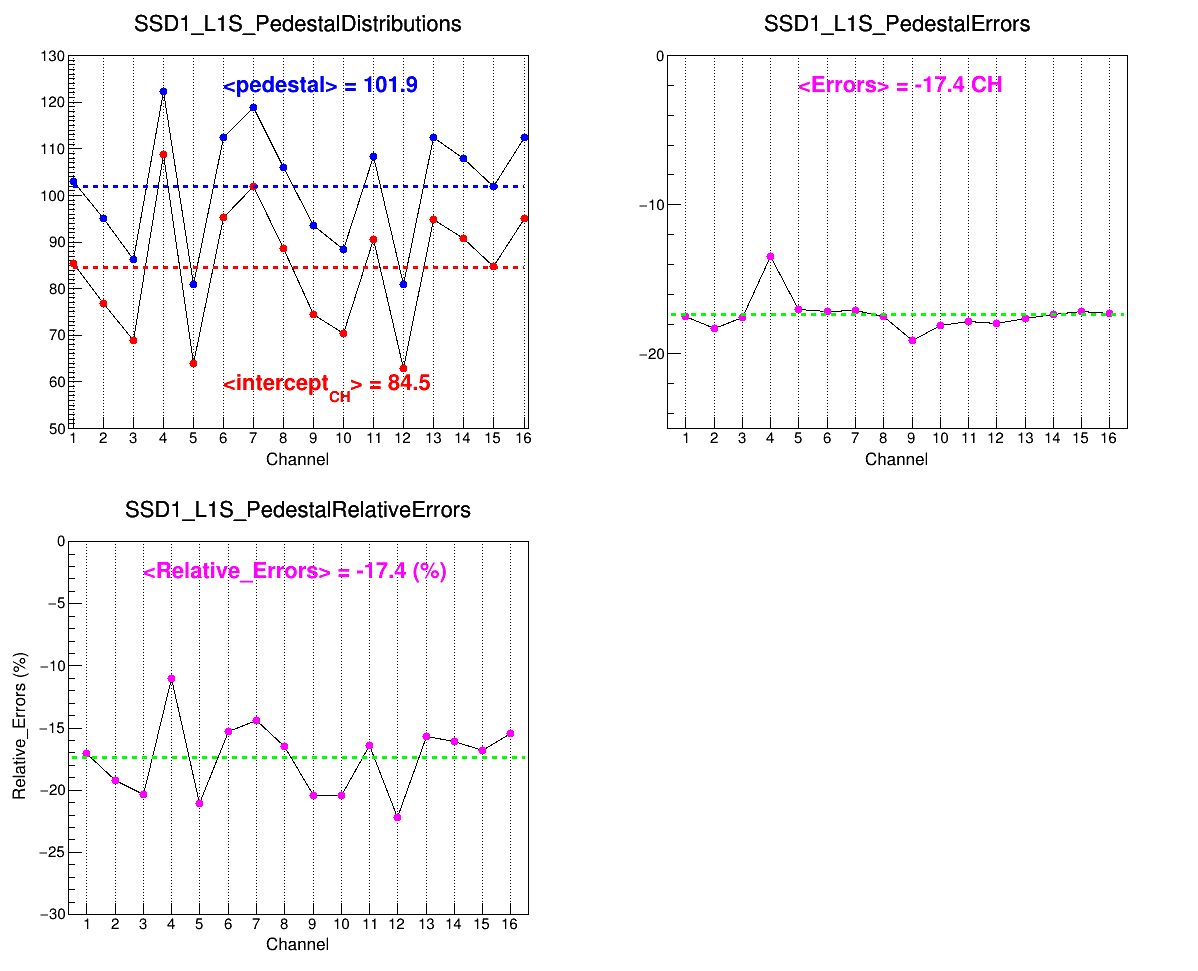 SSD1_L1S_PedestalDistributions
130
120
110
100
90
80
70
60
50
<pedestal> = 101.9
<intercept_CH> = 84.5
1 2 3 4 5 6 7 8 9 10 11 12 13 14 15 16
Channel
SSD1_L1S_PedestalErrors
0
−10
−20
<Errors> = -17.4 CH
1 2 3 4 5 6 7 8 9 10 11 12 13 14 15 16
Channel
SSD1_L1S_PedestalRelativeErrors
Relative_Errors (%)
0
−5
−10
−15
−20
−25
−30
<Relative_Errors> = -17.4 (%)
1 2 3 4 5 6 7 8 9 10 11 12 13 14 15 16
Channel